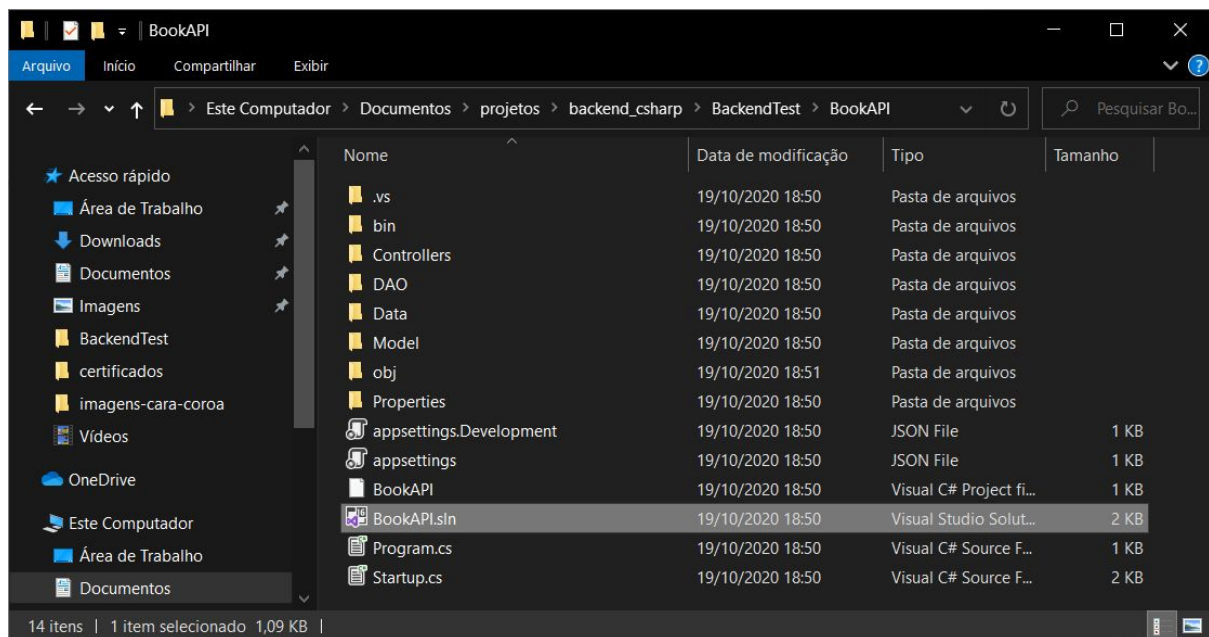 BookAPI
Arquivo Início Compartilhar Exibir
Este Computador > Documentos > projetos > backend_csharp > BackendTest > BookAPI Pesquisar Bo...
Nome Data de modificação Tipo Tamanho
Acesso rápido
Área de Trabalho
Downloads
Documentos
Imagens
BackendTest
certificados
imagens-cara-coroa
Vídeos
OneDrive
Este Computador
Área de Trabalho
Documentos
.vs 19/10/2020 18:50 Pasta de arquivos
bin 19/10/2020 18:50 Pasta de arquivos
Controllers 19/10/2020 18:50 Pasta de arquivos
DAO 19/10/2020 18:50 Pasta de arquivos
Data 19/10/2020 18:50 Pasta de arquivos
Model 19/10/2020 18:50 Pasta de arquivos
obj 19/10/2020 18:51 Pasta de arquivos
Properties 19/10/2020 18:50 Pasta de arquivos
appsettings.Development 19/10/2020 18:50 JSON File 1 KB
appsettings 19/10/2020 18:50 JSON File 1 KB
BookAPI 19/10/2020 18:50 Visual C# Project fi... 1 KB
BookAPI.sln 19/10/2020 18:50 Visual Studio Solut... 2 KB
Program.cs 19/10/2020 18:50 Visual C# Source F... 1 KB
Startup.cs 19/10/2020 18:50 Visual C# Source F... 2 KB
14 itens | 1 item selecionado 1,09 KB |